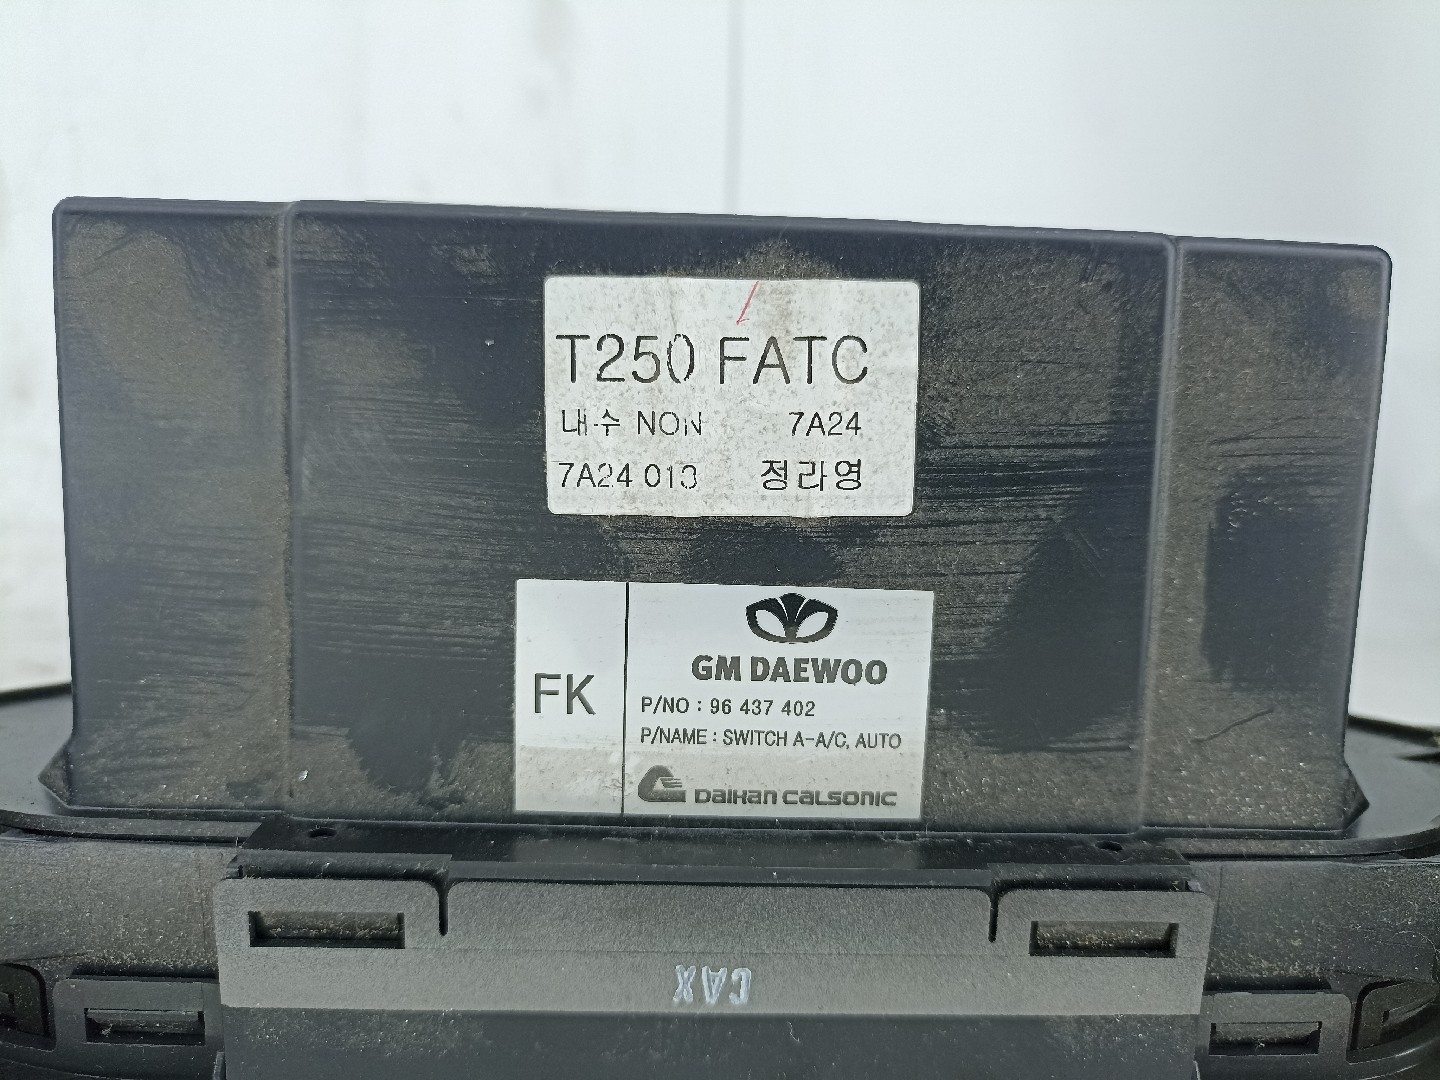 T250 FATC
내수 NON 7A24
7A24 013 정라영
FK
GM DAEWOO
P/NO : 96 437 402
P/NAME : SWITCH A-A/C, AUTO
Daihan calsonic
CAX